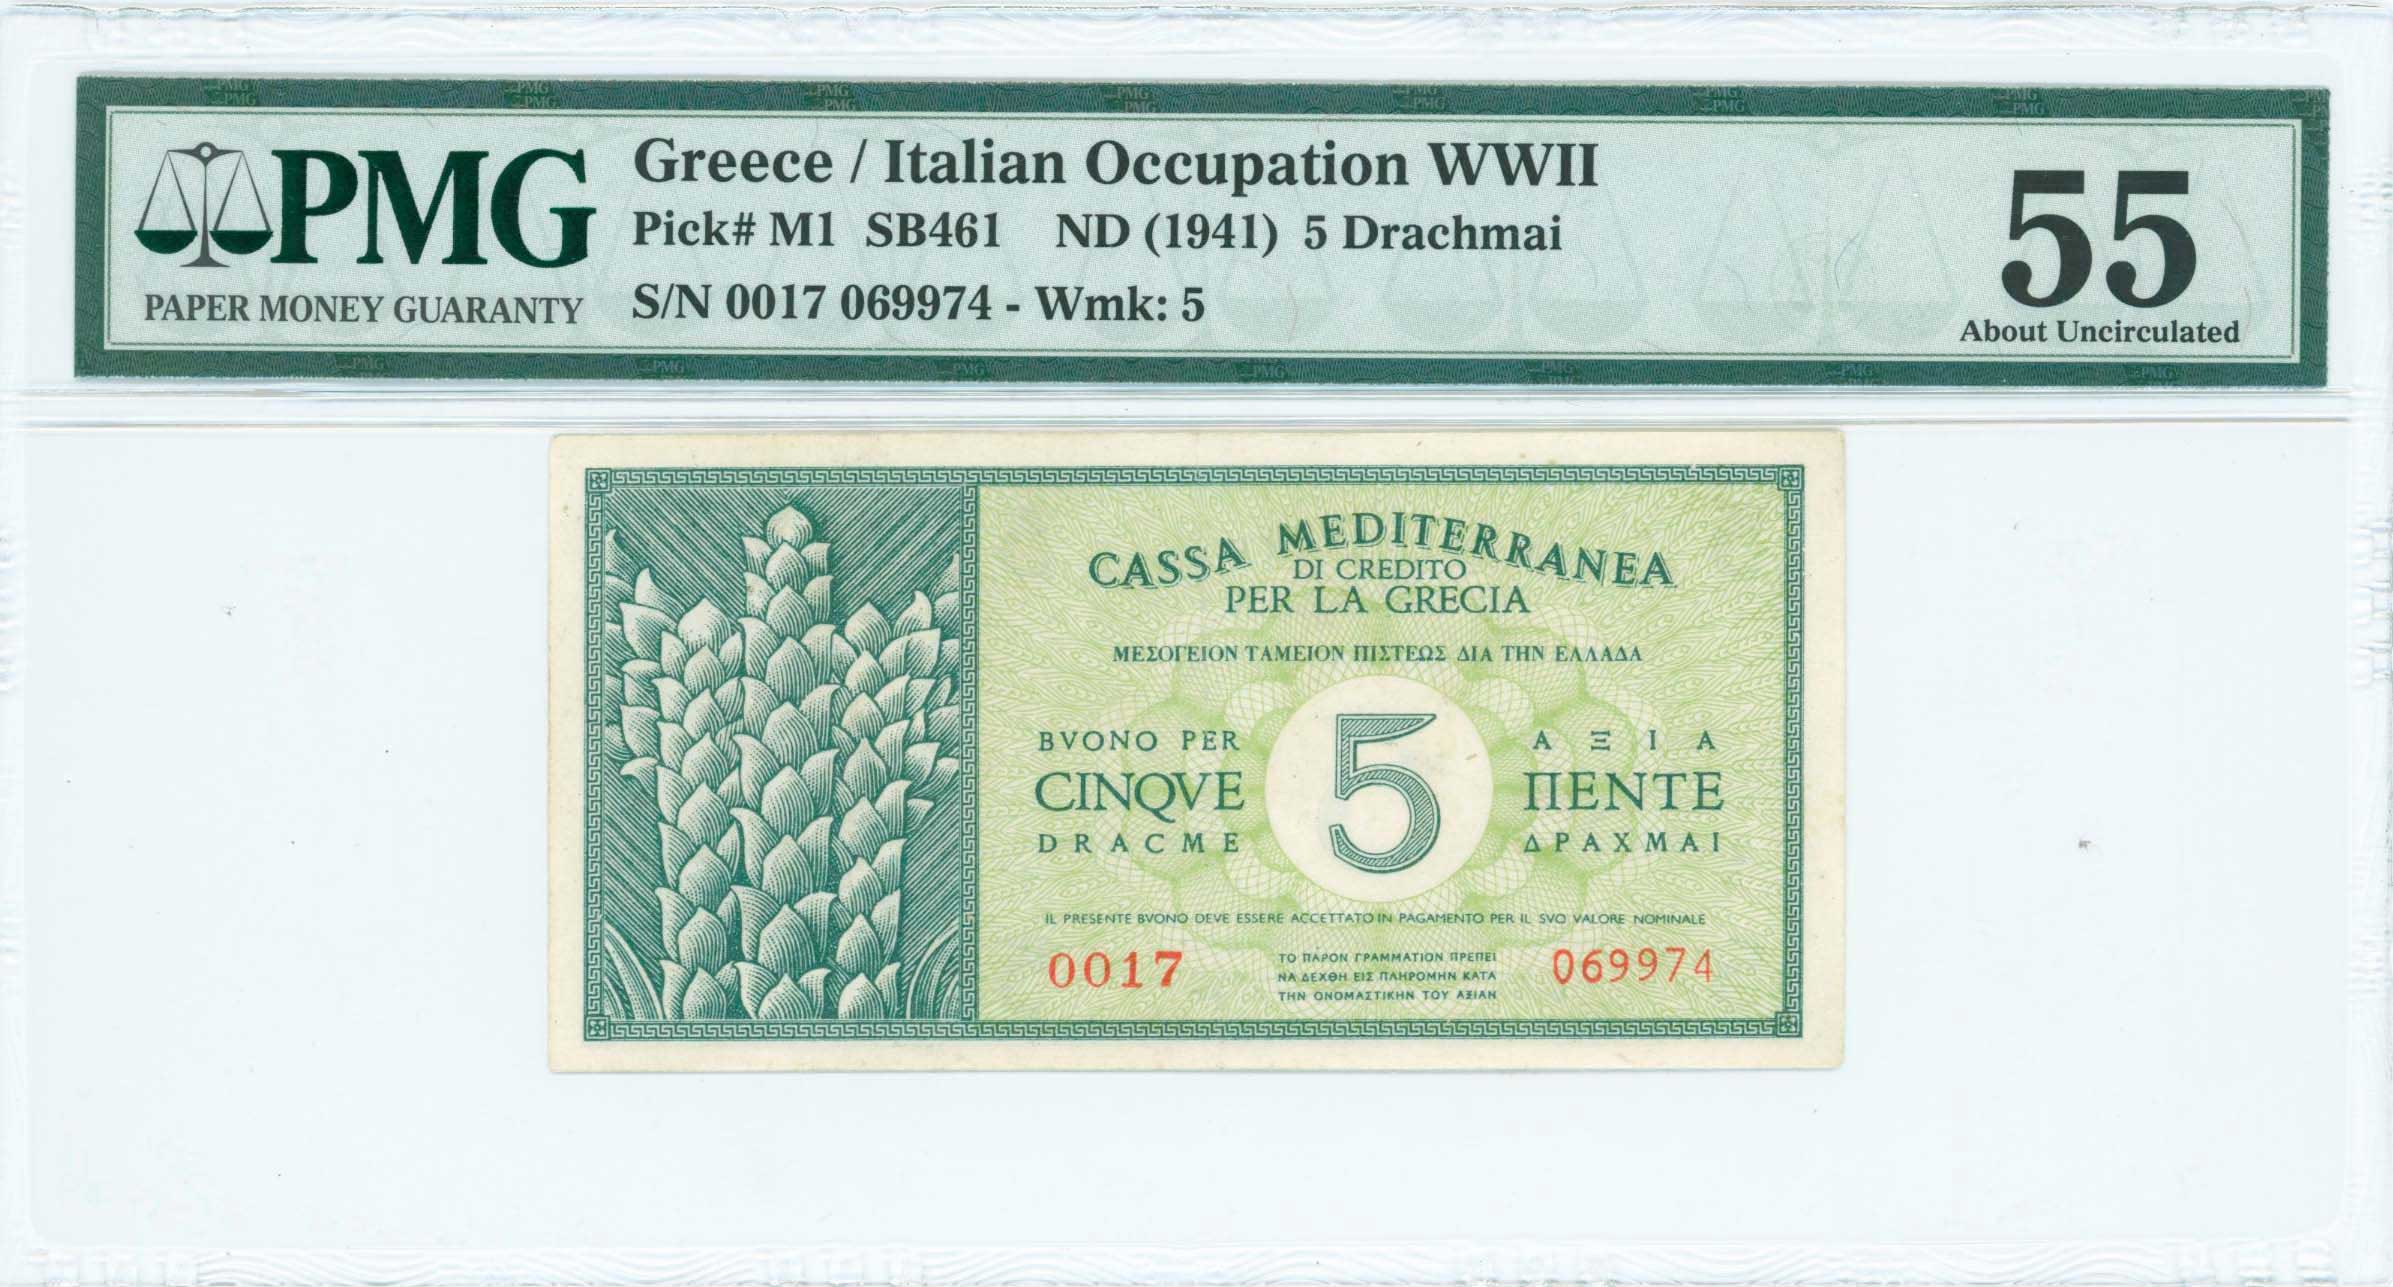 PMG
PAPER MONEY GUARANTY
Greece / Italian Occupation WWII
Pick# M1 SB461 ND (1941) 5 Drachmai
S/N 0017 069974 - Wmk: 5
55
About Uncirculated
CASSA MEDITERRANEA
DI CREDITO
PER LA GRECIA
ΜΕΣΟΓΕΙΟΝ ΤΑΜΕΙΟΝ ΠΙΣΤΕΩΣ ΔΙΑ ΤΗΝ ΕΛΛΑΔΑ
BVONO PER
CINQVE
DRACME
5
ΑΞΙΑ
ΠΕΝΤΕ
ΔΡΑΧΜΑΙ
IL PRESENTE BVONO DEVE ESSERE ACCETTATO IN PAGAMENTO PER IL SVO VALORE NOMINALE
0017
ΤΟ ΠΑΡΟΝ ΓΡΑΜΜΑΤΙΟΝ ΠΡΕΠΕΙ
ΝΑ ΔΕΧΘΗ ΕΙΣ ΠΛΗΡΟΜΗΝ ΚΑΤΑ
ΤΗΝ ΟΝΟΜΑΣΤΙΚΗΝ ΤΟΥ ΑΞΙΑΝ
069974